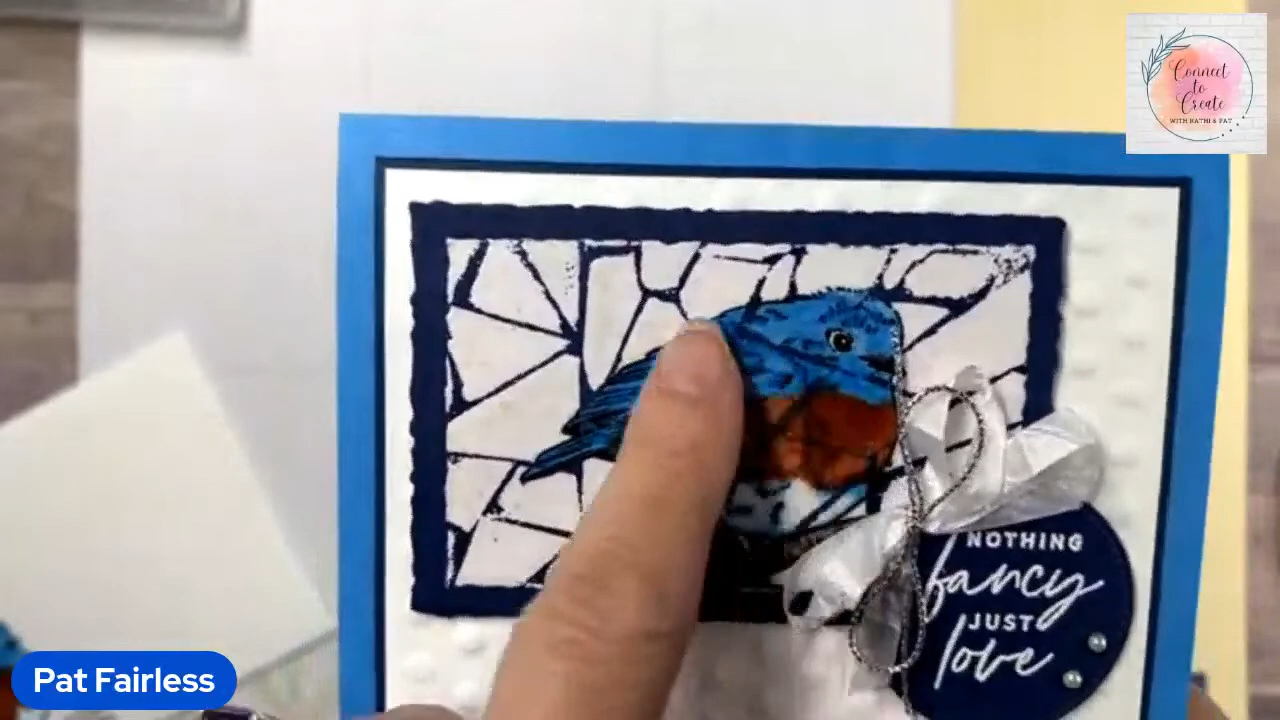 Connect
to
Create
WITH KATHI & PAT
NOTHING
fancy
JUST
love
Pat Fairless